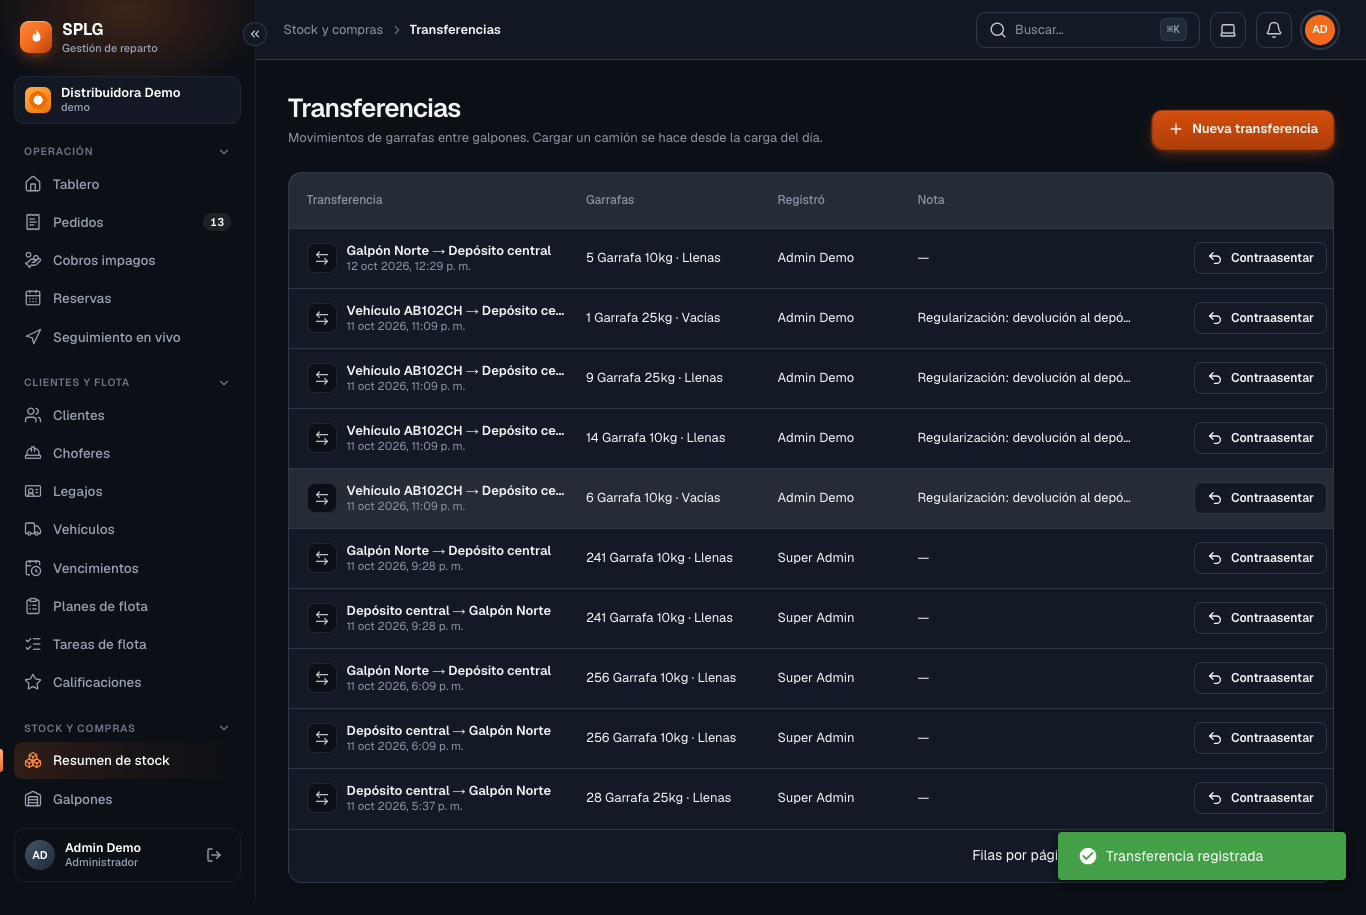 SPLG
Gestión de reparto
Stock y compras > Transferencias
Buscar...
⌘K
AD
Distribuidora Demo
demo
OPERACIÓN
Tablero
Pedidos 13
Cobros impagos
Reservas
Seguimiento en vivo
CLIENTES Y FLOTA
Clientes
Choferes
Legajos
Vehículos
Vencimientos
Planes de flota
Tareas de flota
Calificaciones
STOCK Y COMPRAS
Resumen de stock
Galpones
AD
Admin Demo
Administrador
Transferencias
Movimientos de garrafas entre galpones. Cargar un camión se hace desde la carga del día.
Nueva transferencia
Transferencia Garrafas Registró Nota
Galpón Norte → Depósito central
12 oct 2026, 12:29 p. m.
5 Garrafa 10kg · Llenas Admin Demo — Contraasentar
Vehículo AB102CH → Depósito ce...
11 oct 2026, 11:09 p. m.
1 Garrafa 25kg · Vacías Admin Demo Regularización: devolución al depó... Contraasentar
Vehículo AB102CH → Depósito ce...
11 oct 2026, 11:09 p. m.
9 Garrafa 25kg · Llenas Admin Demo Regularización: devolución al depó... Contraasentar
Vehículo AB102CH → Depósito ce...
11 oct 2026, 11:09 p. m.
14 Garrafa 10kg · Llenas Admin Demo Regularización: devolución al depó... Contraasentar
Vehículo AB102CH → Depósito ce...
11 oct 2026, 11:09 p. m.
6 Garrafa 10kg · Vacías Admin Demo Regularización: devolución al depó... Contraasentar
Galpón Norte → Depósito central
11 oct 2026, 9:28 p. m.
241 Garrafa 10kg · Llenas Super Admin — Contraasentar
Depósito central → Galpón Norte
11 oct 2026, 9:28 p. m.
241 Garrafa 10kg · Llenas Super Admin — Contraasentar
Galpón Norte → Depósito central
11 oct 2026, 6:09 p. m.
256 Garrafa 10kg · Llenas Super Admin — Contraasentar
Depósito central → Galpón Norte
11 oct 2026, 6:09 p. m.
256 Garrafa 10kg · Llenas Super Admin — Contraasentar
Depósito central → Galpón Norte
11 oct 2026, 5:37 p. m.
28 Garrafa 25kg · Llenas Super Admin — Contraasentar
Filas por pági
Transferencia registrada